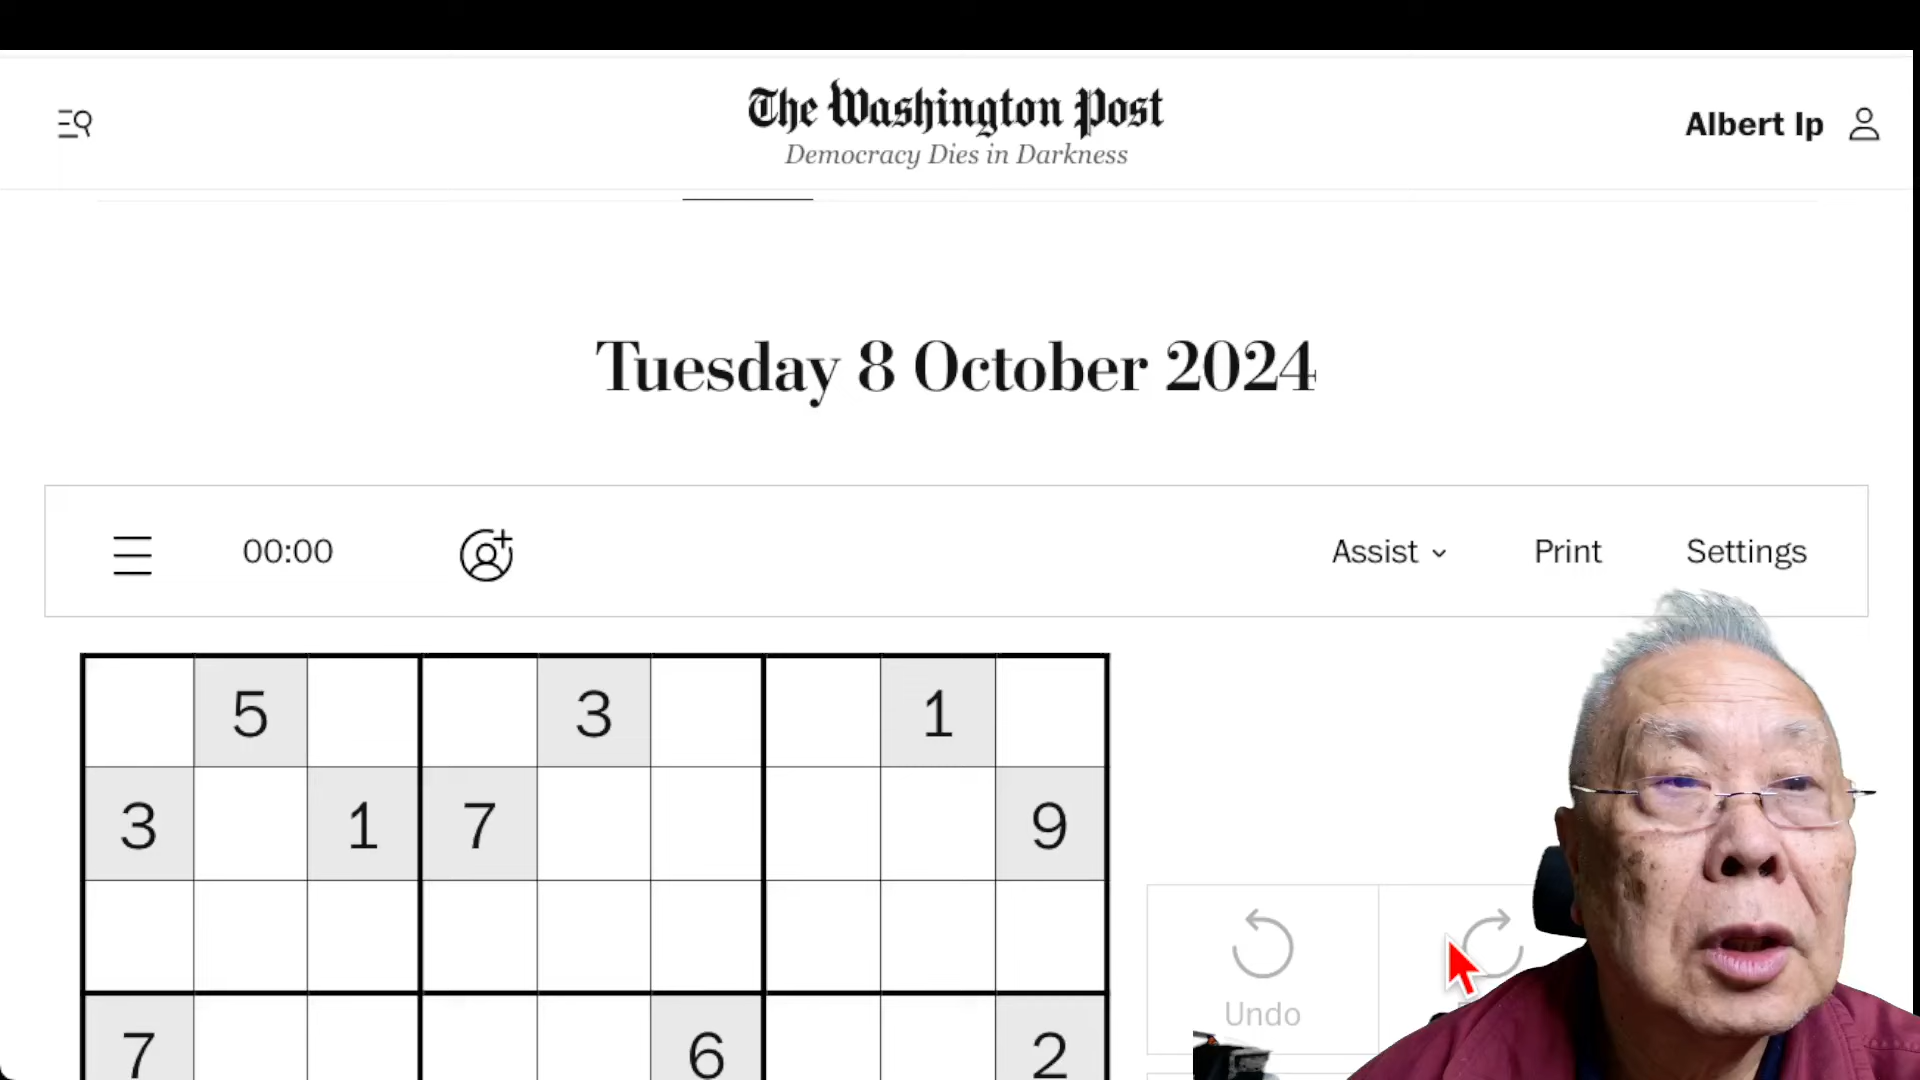 The Washington Post
Democracy Dies in Darkness
Albert Ip
Tuesday 8 October 2024
00:00
Assist
Print
Settings
5 3 1
3 1 7 9
7 6 2
Undo